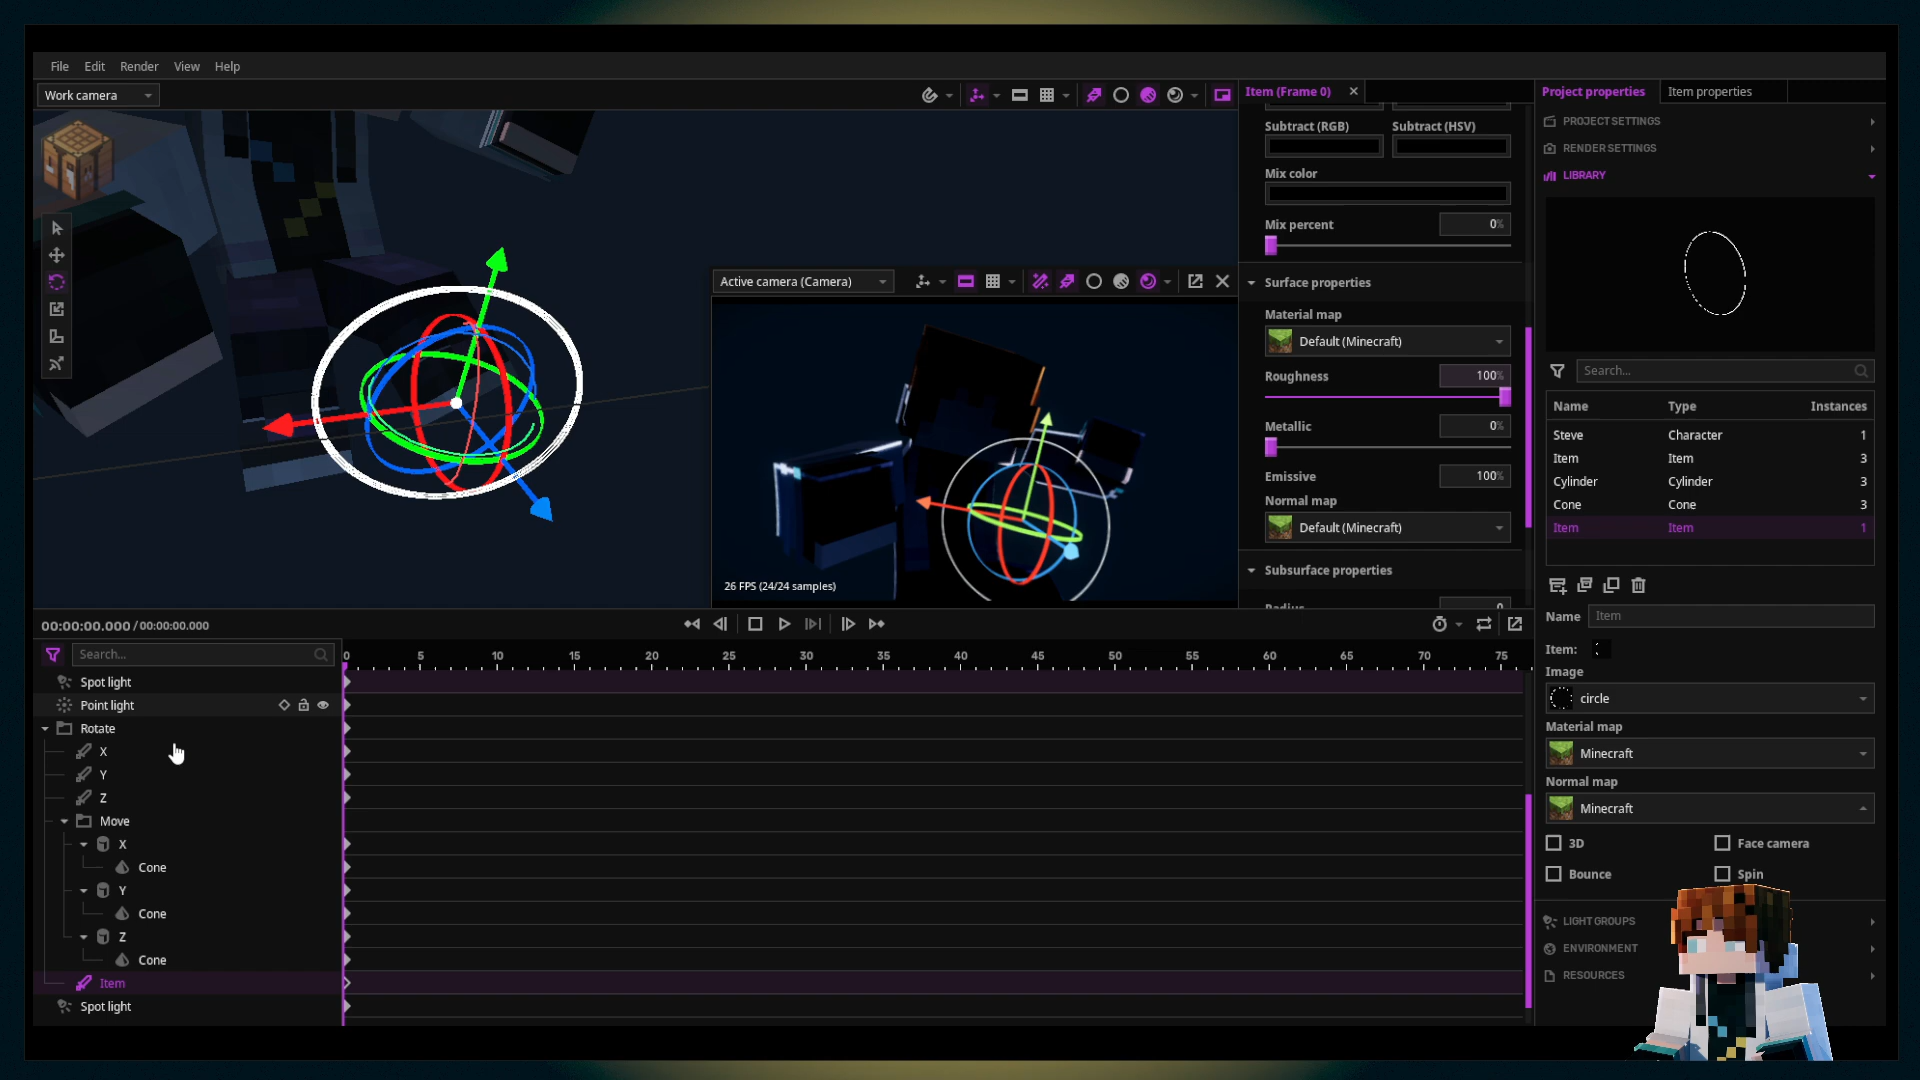 File Edit Render View Help
Work camera
Item (Frame 0)
Project properties
Item properties
Subtract (RGB)
Subtract (HSV)
Mix color
Mix percent
0%
Surface properties
Material map
Default (Minecraft)
Roughness
100%
Metallic
0%
Emissive
100%
Normal map
Default (Minecraft)
Subsurface properties
Active camera (Camera)
26 FPS (24/24 samples)
PROJECT SETTINGS
RENDER SETTINGS
LIBRARY
Search...
Name Type Instances
Steve Character 1
Item Item 3
Cylinder Cylinder 3
Cone Cone 3
Item Item 1
Name Item
Item:
Image
circle
Material map
Minecraft
Normal map
Minecraft
3D
Face camera
Bounce
Spin
LIGHT GROUPS
ENVIRONMENT
RESOURCES
00:00:00.000 / 00:00:00.000
Search...
0 5 10 15 20 25 30 35 40 45 50 55 60 65 70 75
Spot light
Point light
Rotate
X
Y
Z
Move
X
Cone
Y
Cone
Z
Cone
Item
Spot light